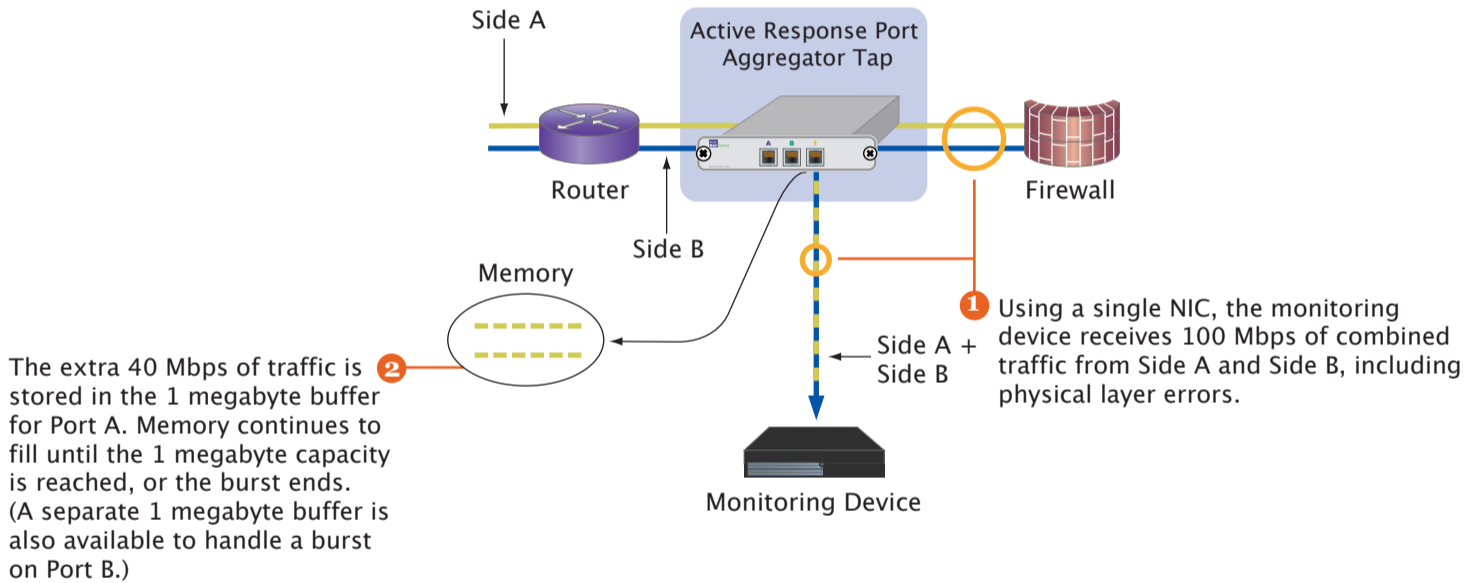 Side A
Active Response Port
Aggregator Tap
A B 1
Router
Firewall
Side B
Memory
1 Using a single NIC, the monitoring
device receives 100 Mbps of combined
traffic from Side A and Side B, including
physical layer errors.
Side A +
Side B
2
The extra 40 Mbps of traffic is
stored in the 1 megabyte buffer
for Port A. Memory continues to
fill until the 1 megabyte capacity
is reached, or the burst ends.
(A separate 1 megabyte buffer is
also available to handle a burst
on Port B.)
Monitoring Device